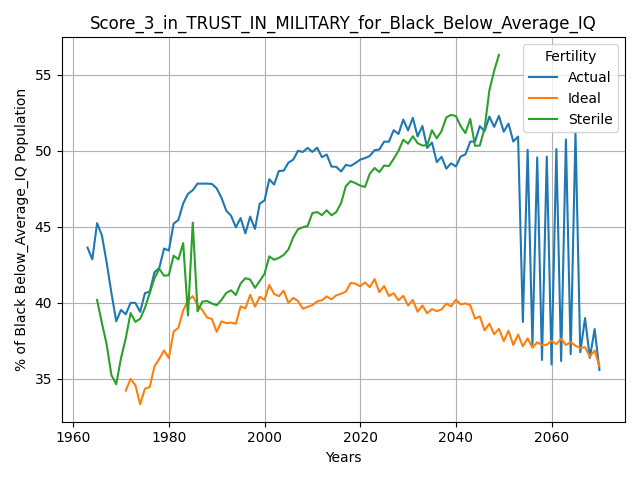 Score_3_in_TRUST_IN_MILITARY_for_Black_Below_Average_IQ
Fertility
Actual
Ideal
Sterile
% of Black Below_Average_IQ Population
55
50
45
40
35
1960
1980
2000
2020
2040
2060
Years